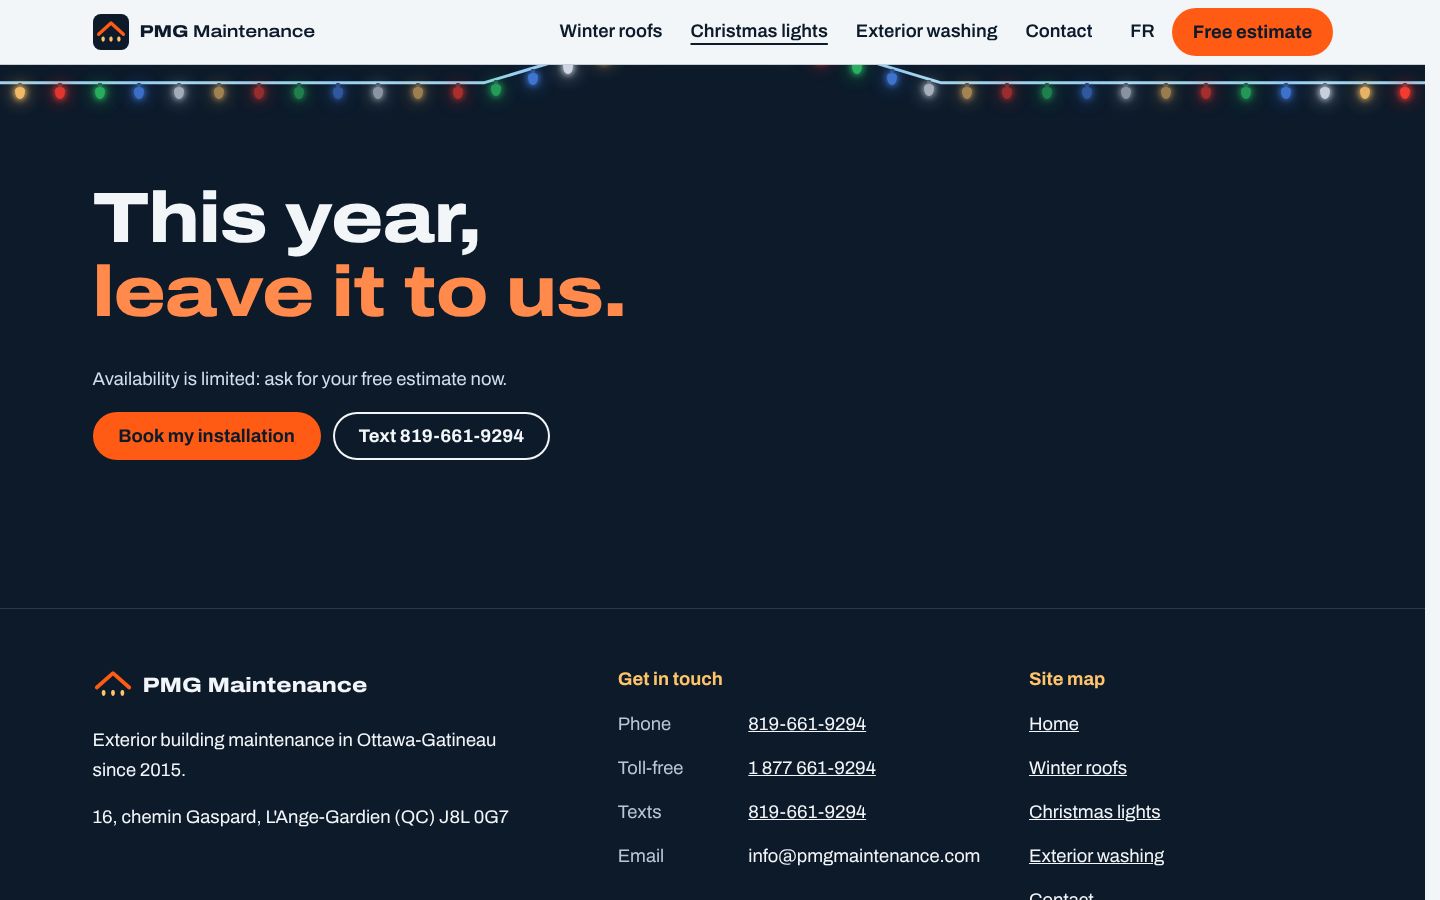 PMG Maintenance
Winter roofs
Christmas lights
Exterior washing
Contact
FR
Free estimate
This year,
leave it to us.
Availability is limited: ask for your free estimate now.
Book my installation
Text 819-661-9294
PMG Maintenance
Exterior building maintenance in Ottawa-Gatineau
since 2015.
16, chemin Gaspard, L'Ange-Gardien (QC) J8L 0G7
Get in touch
Phone 819-661-9294
Toll-free 1 877 661-9294
Texts 819-661-9294
Email info@pmgmaintenance.com
Site map
Home
Winter roofs
Christmas lights
Exterior washing
Contact